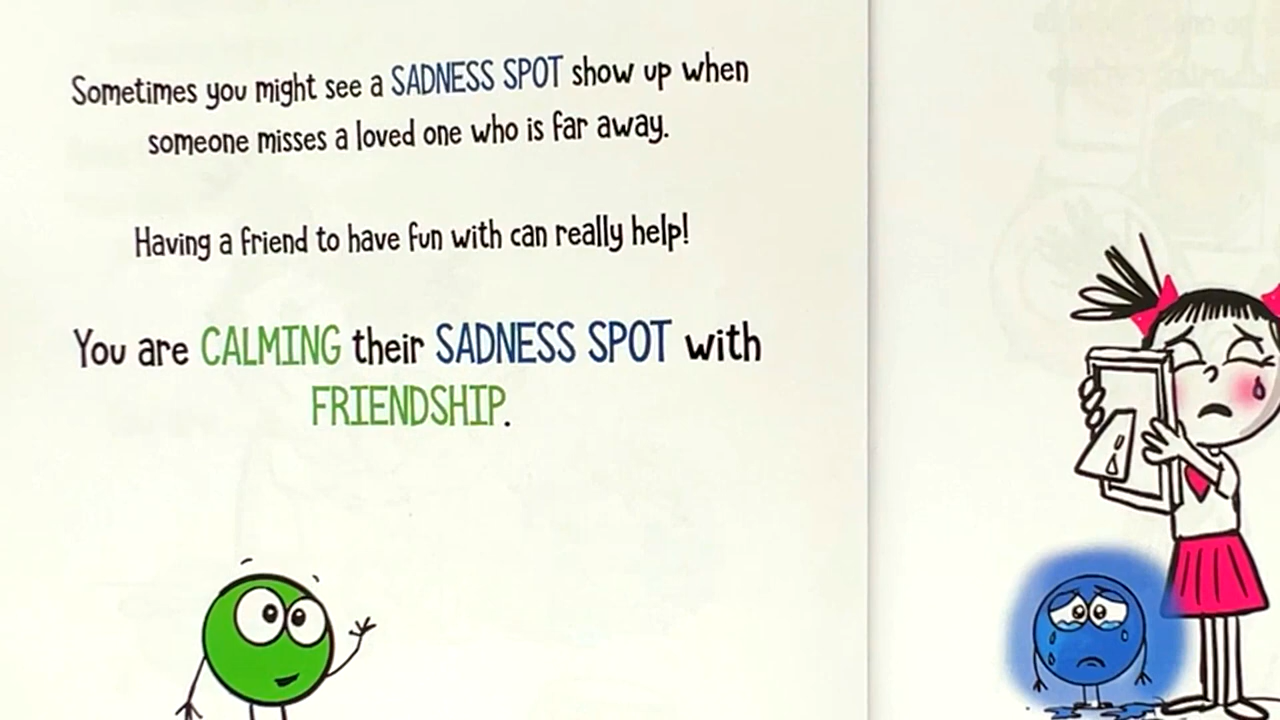 Sometimes you might see a SADNESS SPOT show up when
someone misses a loved one who is far away.
Having a friend to have fun with can really help!
You are CALMING their SADNESS SPOT with
FRIENDSHIP.